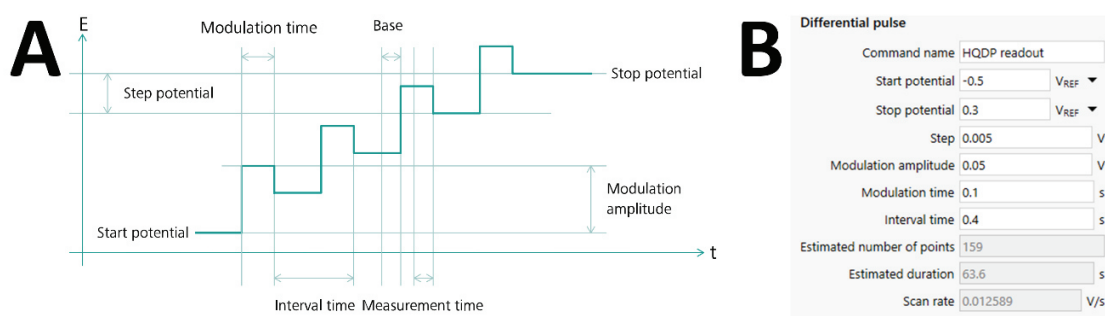 A
E
Modulation time
Base
Stop potential
Step potential
Modulation
amplitude
Start potential
t
Interval time
Measurement time
B
Differential pulse
Command name HQDP readout
Start potential -0.5 VREF
Stop potential 0.3 VREF
Step 0.005 V
Modulation amplitude 0.05 V
Modulation time 0.1 s
Interval time 0.4 s
Estimated number of points 159
Estimated duration 63.6 s
Scan rate 0.012589 V/s